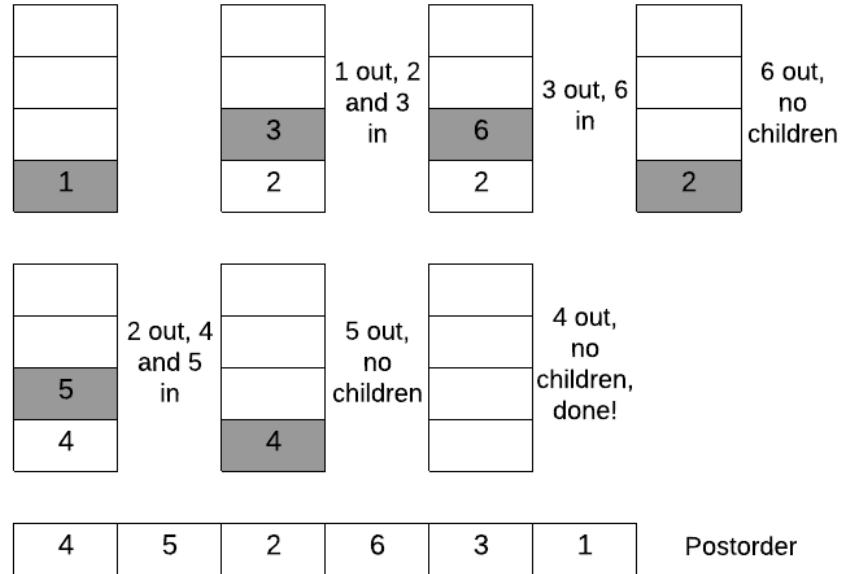 1
3
2
1 out, 2
and 3
in
6
2
3 out, 6
in
2
6 out,
no
children
5
4
2 out, 4
and 5
in
4
5 out,
no
children
4 out,
no
children,
done!
4 5 2 6 3 1 Postorder